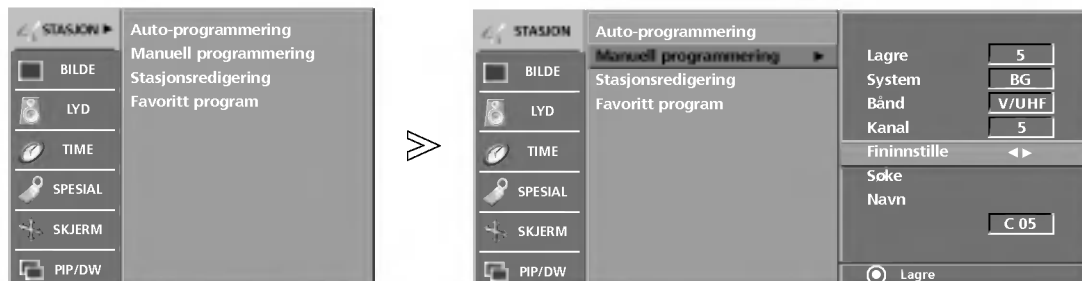 STASJON
BILDE
LYD
TIME
SPESIAL
SKJERM
PIP/DW
Auto-programmering
Manuell programmering
Stasjonsredigering
Favoritt program
STASJON
BILDE
LYD
TIME
SPESIAL
SKJERM
PIP/DW
Auto-programmering
Manuell programmering
Stasjonsredigering
Favoritt program
Lagre 5
System BG
Bånd V/UHF
Kanal 5
Fininnstille
Søke
Navn
C 05
Lagre